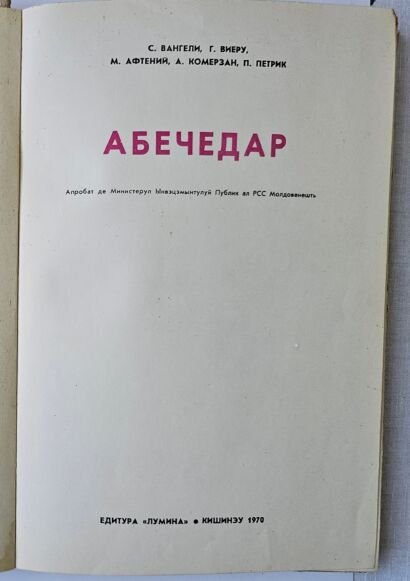 С. ВАНГЕЛИ, Г. ВИЕРУ,
М. АФТЕНИЙ, А. КОМЕРЗАН, П. ПЕТРИК
АБЕЧЕДАР
Апробат де Министерул Ынвэцэмынтулуй Публик ал РСС Молдовенешть
ЕДИТУРА «ЛУМИНА» ● КИШИНЭУ 1970